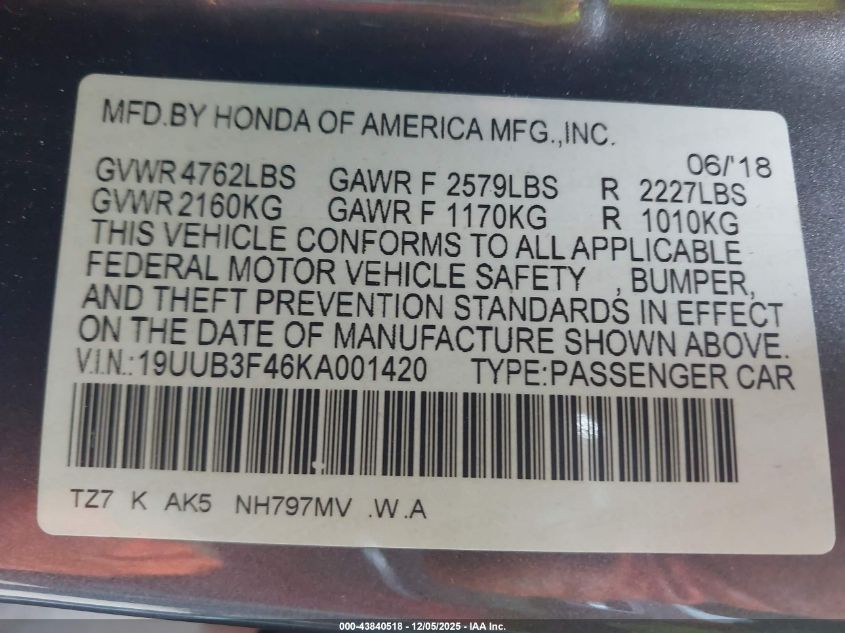 MFD.BY HONDA OF AMERICA MFG.,INC.
06/'18
GVWR 4762LBS GAWR F 2579LBS R 2227LBS
GVWR 2160KG GAWR F 1170KG R 1010KG
THIS VEHICLE CONFORMS TO ALL APPLICABLE
FEDERAL MOTOR VEHICLE SAFETY , BUMPER,
AND THEFT PREVENTION STANDARDS IN EFFECT
ON THE DATE OF MANUFACTURE SHOWN ABOVE.
V.I.N.:19UUB3F46KA001420 TYPE:PASSENGER CAR
TZ7 K AK5 NH797MV .W.A
000-43840518 - 12/05/2025 - IAA Inc.